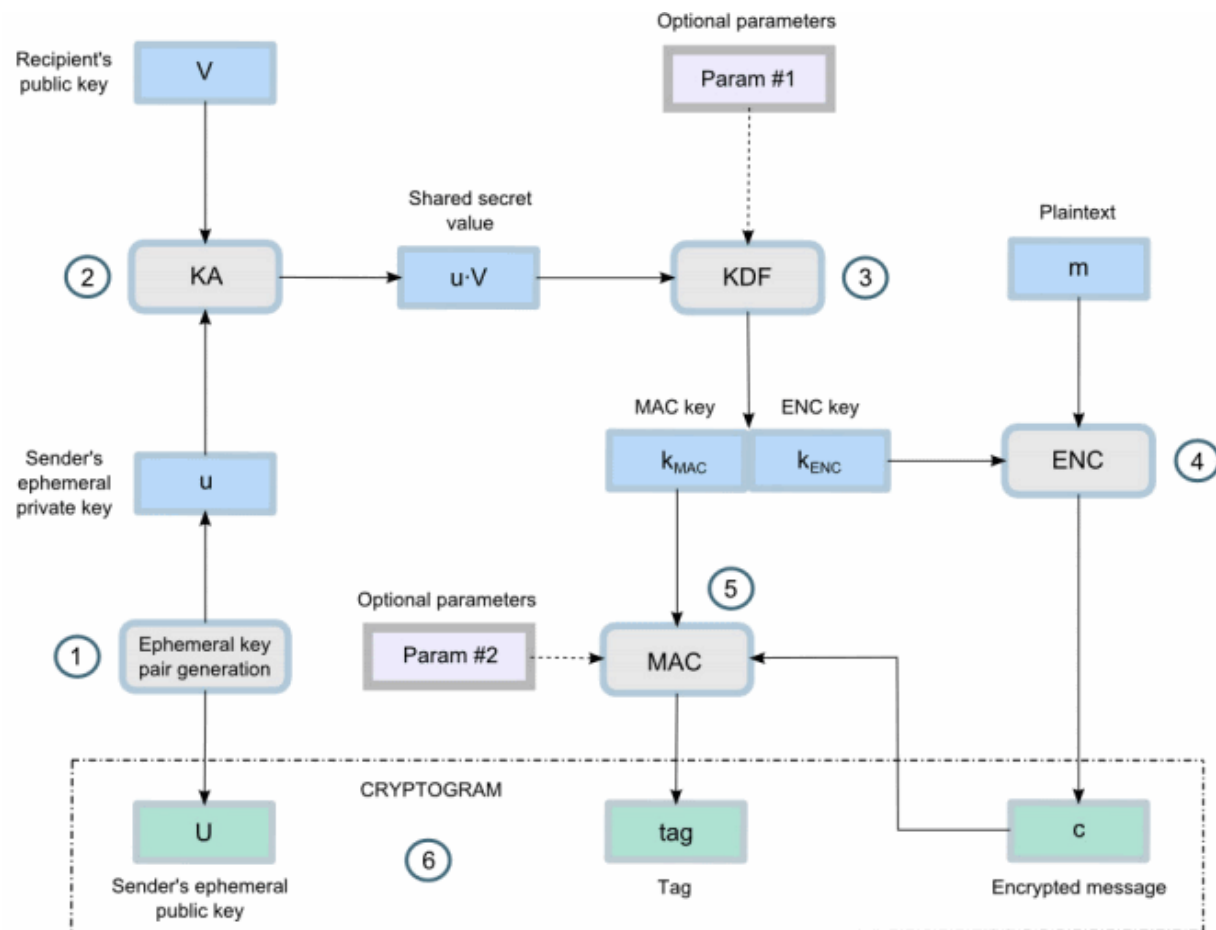 Optional parameters
Recipient's
public key
V
Param #1
Shared secret
value
Plaintext
2
KA
u·V
KDF
3
m
MAC key
ENC key
Sender's
ephemeral
private key
u
kMAC
kENC
ENC
4
5
Optional parameters
1
Ephemeral key
pair generation
Param #2
MAC
CRYPTOGRAM
U
6
tag
c
Sender's ephemeral
public key
Tag
Encrypted message